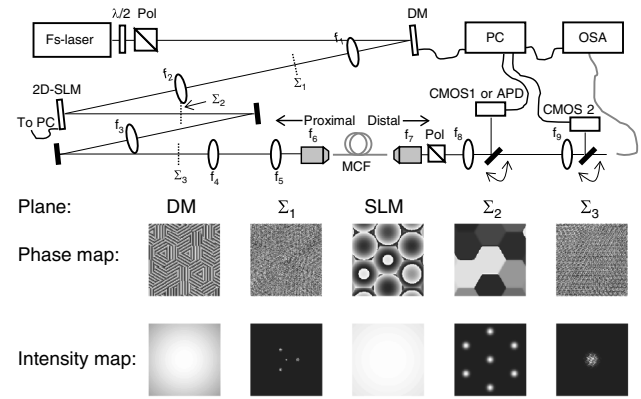 λ/2 Pol
DM
Fs-laser
f1
PC
OSA
Σ1
f2
2D-SLM
Σ2
CMOS1 or APD
CMOS 2
To PC
f3
Proximal Distal
f6
f7
Pol
f8
f9
MCF
Σ3
f4
f5
Plane: DM Σ1 SLM Σ2 Σ3
Phase map:
Intensity map: